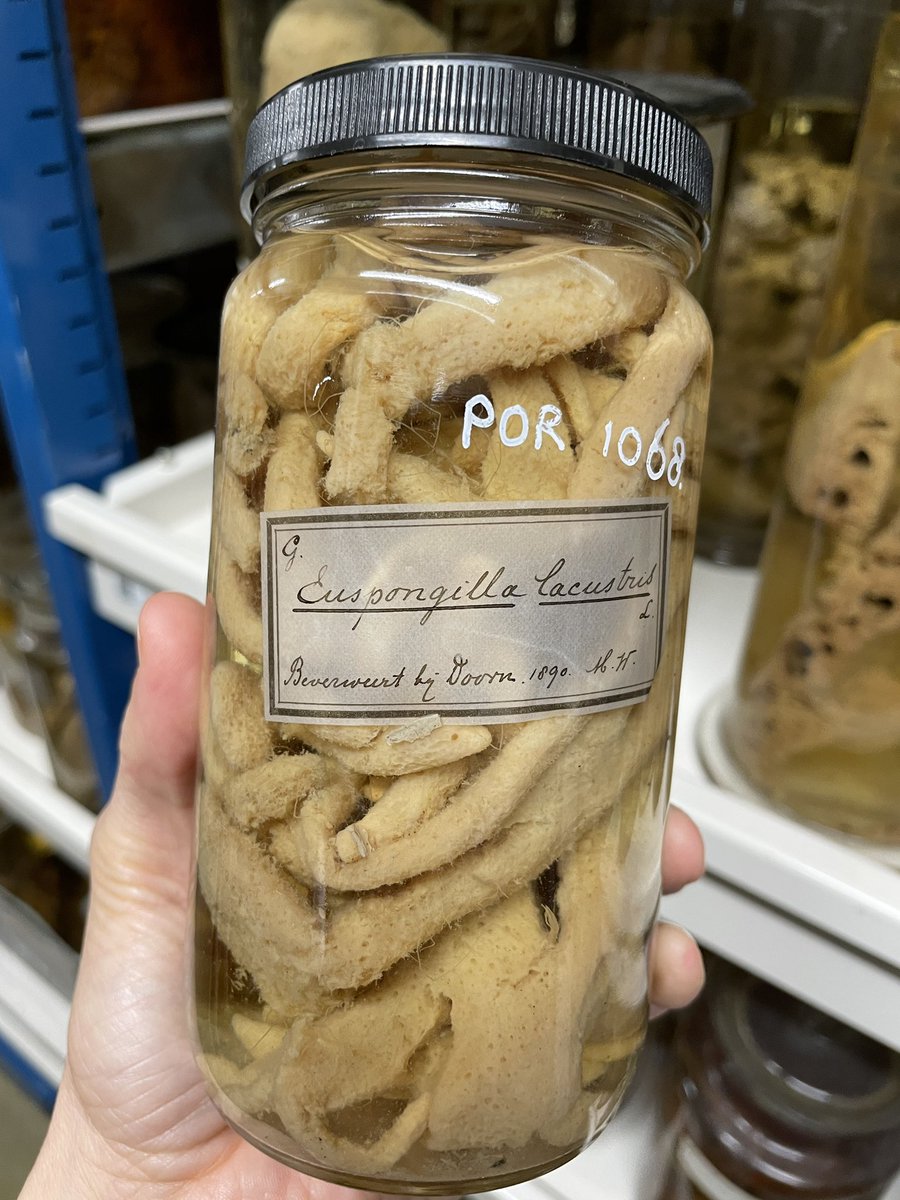 POR 1068.
G.
Euspongilla lacustris
L.
Beverweert bij Doorn. 1890. M. W.